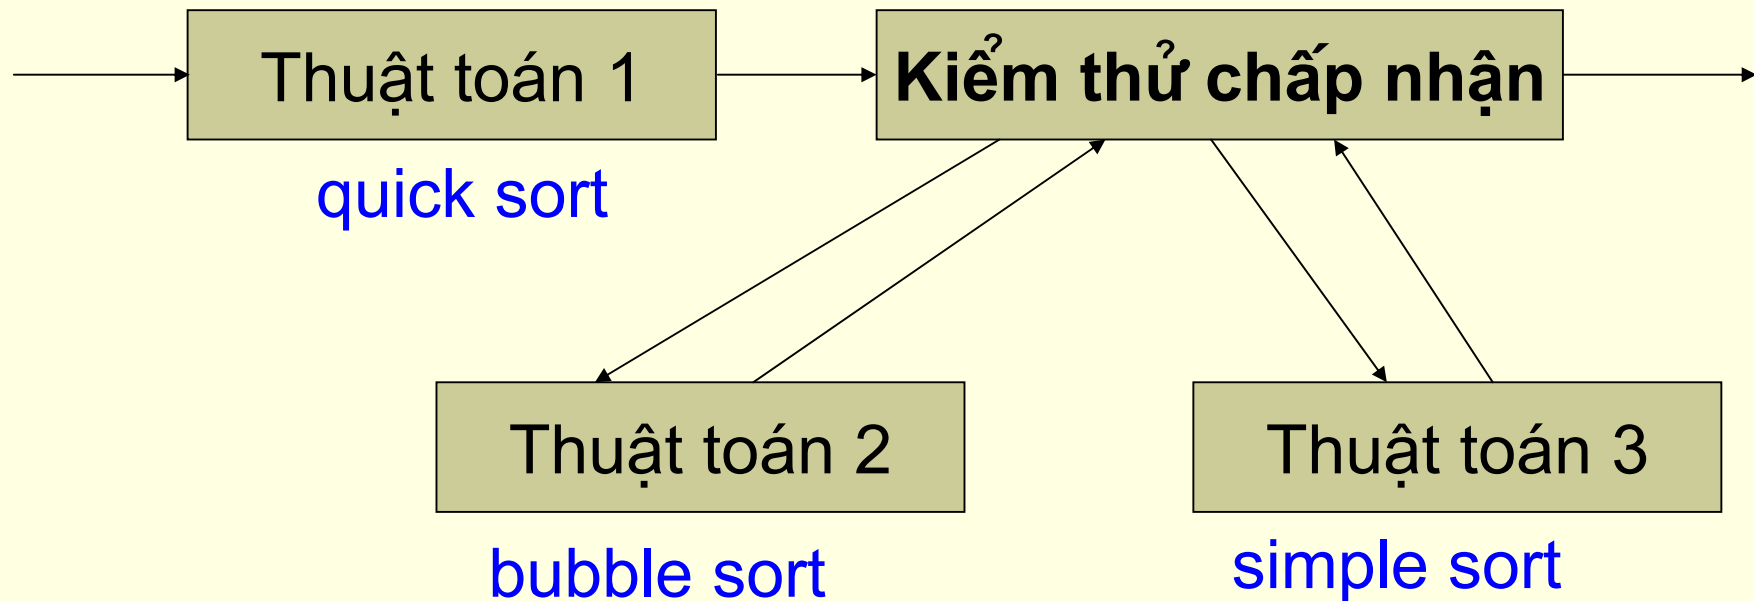 Thuật toán 1
Kiểm thử chấp nhận
quick sort
Thuật toán 2
Thuật toán 3
bubble sort
simple sort